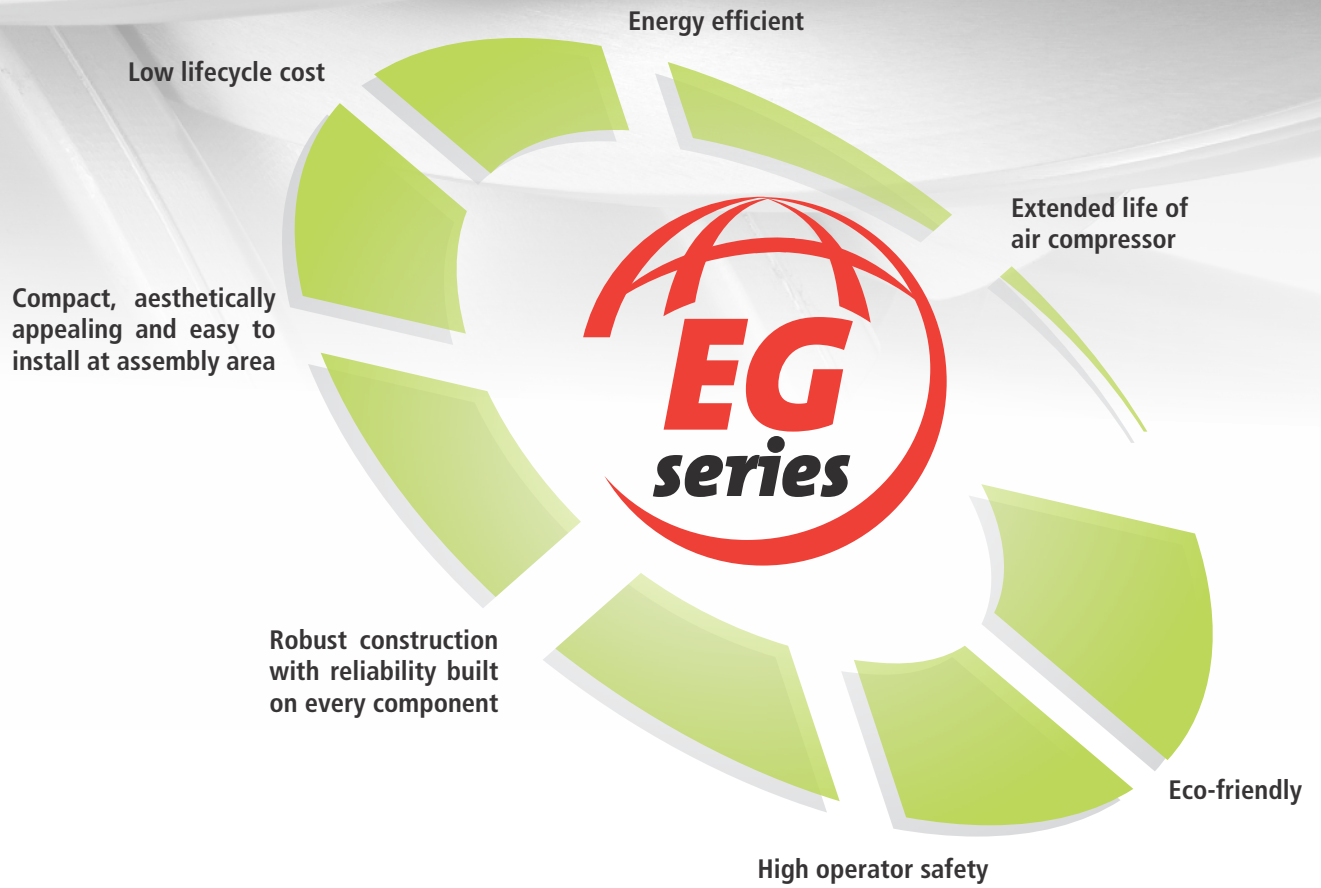 Energy efficient
Low lifecycle cost
Extended life of
air compressor
Compact, aesthetically
appealing and easy to
install at assembly area
EG
series
Robust construction
with reliability built
on every component
Eco-friendly
High operator safety